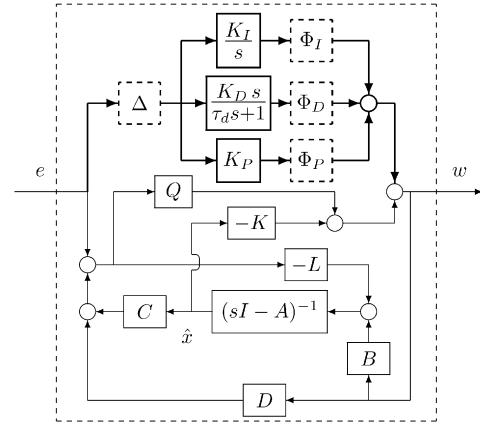 K_I
s
Φ_I
Δ
K_D s
τ_d s+1
Φ_D
K_P
Φ_P
e
w
Q
−K
−L
C
(sI − A)^{−1}
x̂
B
D